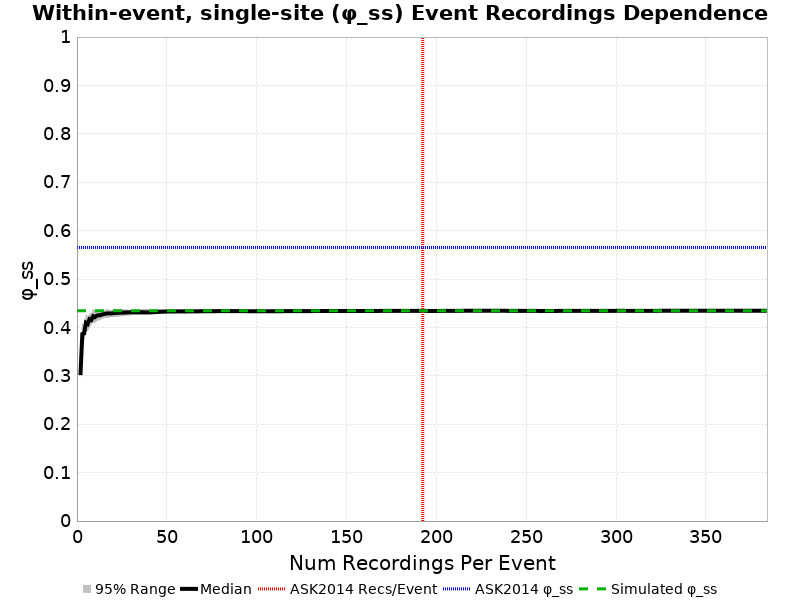 Within-event, single-site (φ_ss) Event Recordings Dependence
1
0.9
0.8
0.7
0.6
0.5
0.4
0.3
0.2
0.1
0
φ_ss
0 50 100 150 200 250 300 350
Num Recordings Per Event
95% Range Median ASK2014 Recs/Event ASK2014 φ_ss Simulated φ_ss